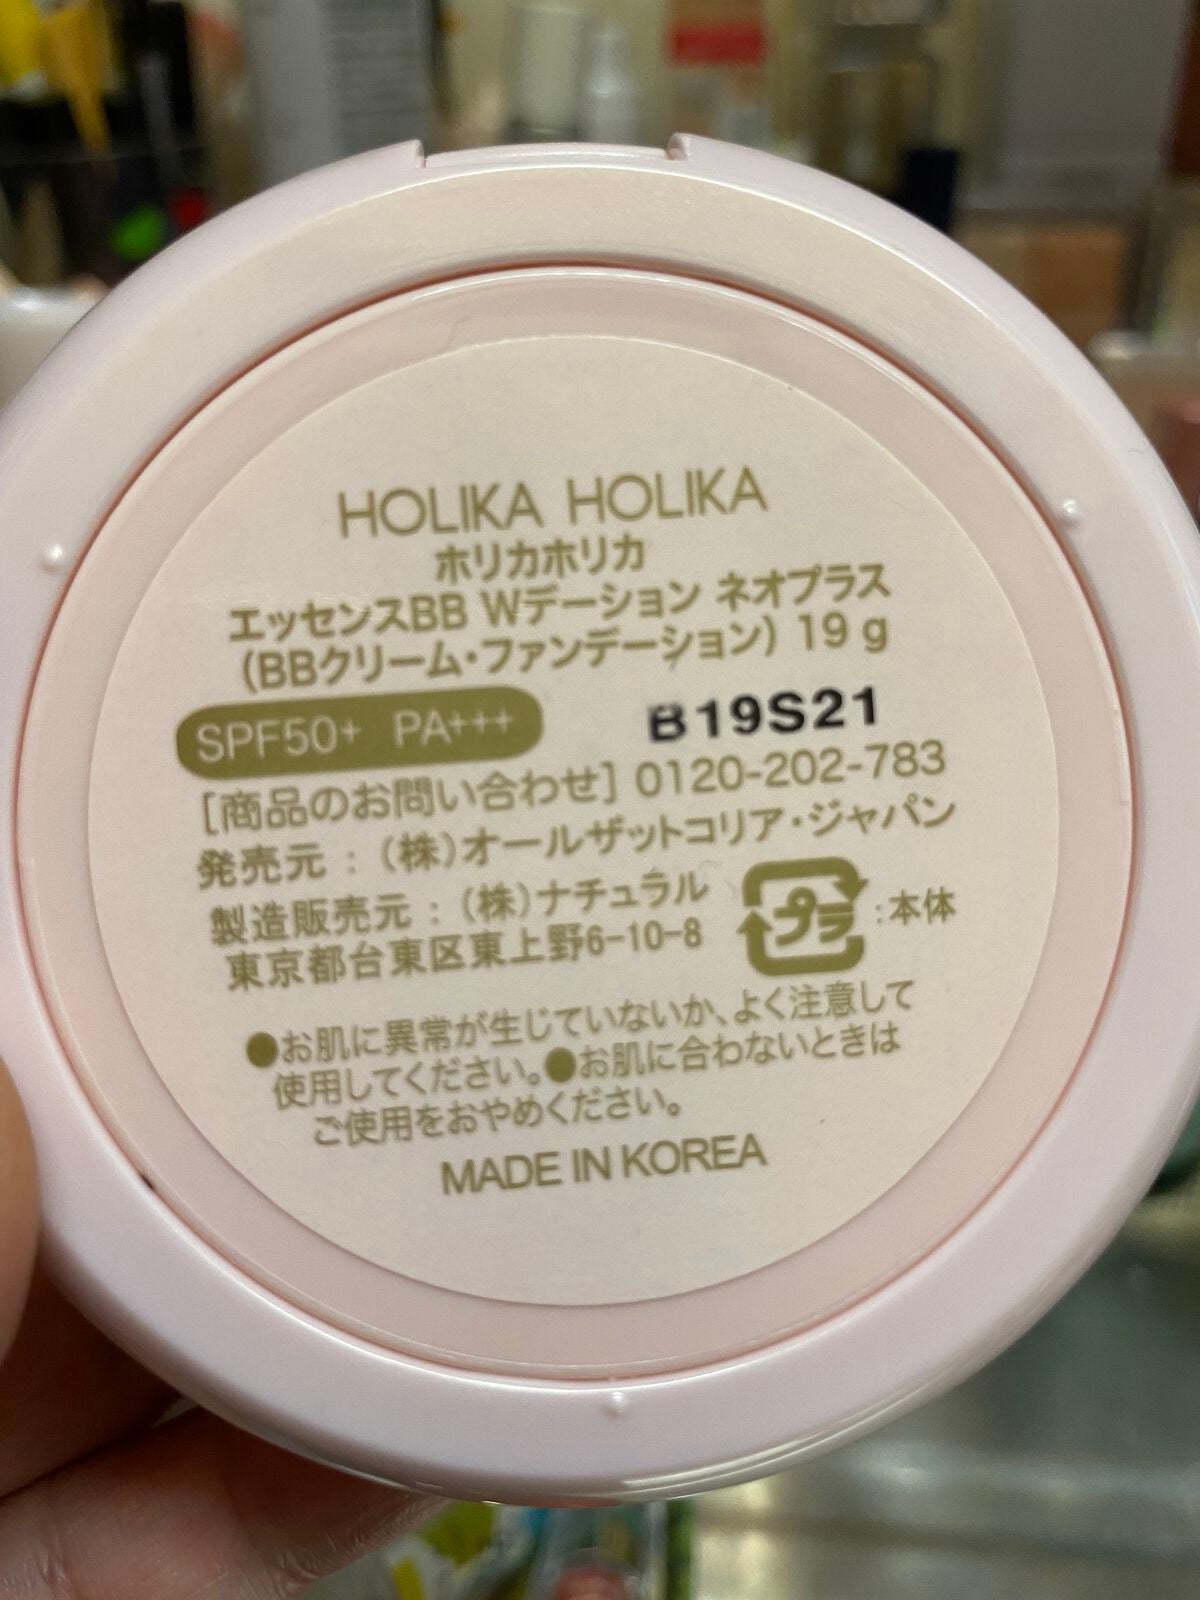 HOLIKA HOLIKA
ホリカホリカ
エッセンスBB Wデーション ネオプラス
(BBクリーム・ファンデーション) 19 g
SPF50+ PA+++ B19S21
[商品のお問い合わせ] 0120-202-783
発売元 : (株)オールザットコリア・ジャパン
製造販売元 : (株)ナチュラル
東京都台東区東上野6-10-8
プラ :本体
●お肌に異常が生じていないか、よく注意して
使用してください。●お肌に合わないときは
ご使用をおやめください。
MADE IN KOREA